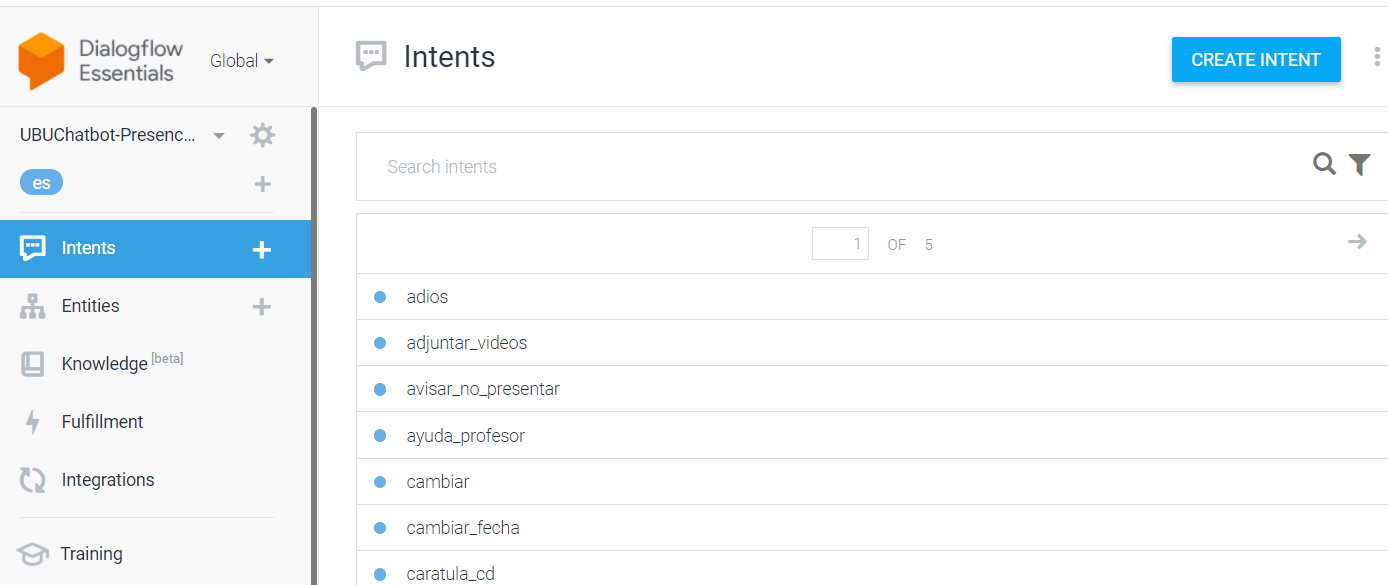 Dialogflow
Essentials
Global
UBUChatbot-Presenc...
es
Intents
Entities
Knowledge [beta]
Fulfillment
Integrations
Training
Intents
CREATE INTENT
Search intents
1 OF 5
adios
adjuntar_videos
avisar_no_presentar
ayuda_profesor
cambiar
cambiar_fecha
caratula_cd